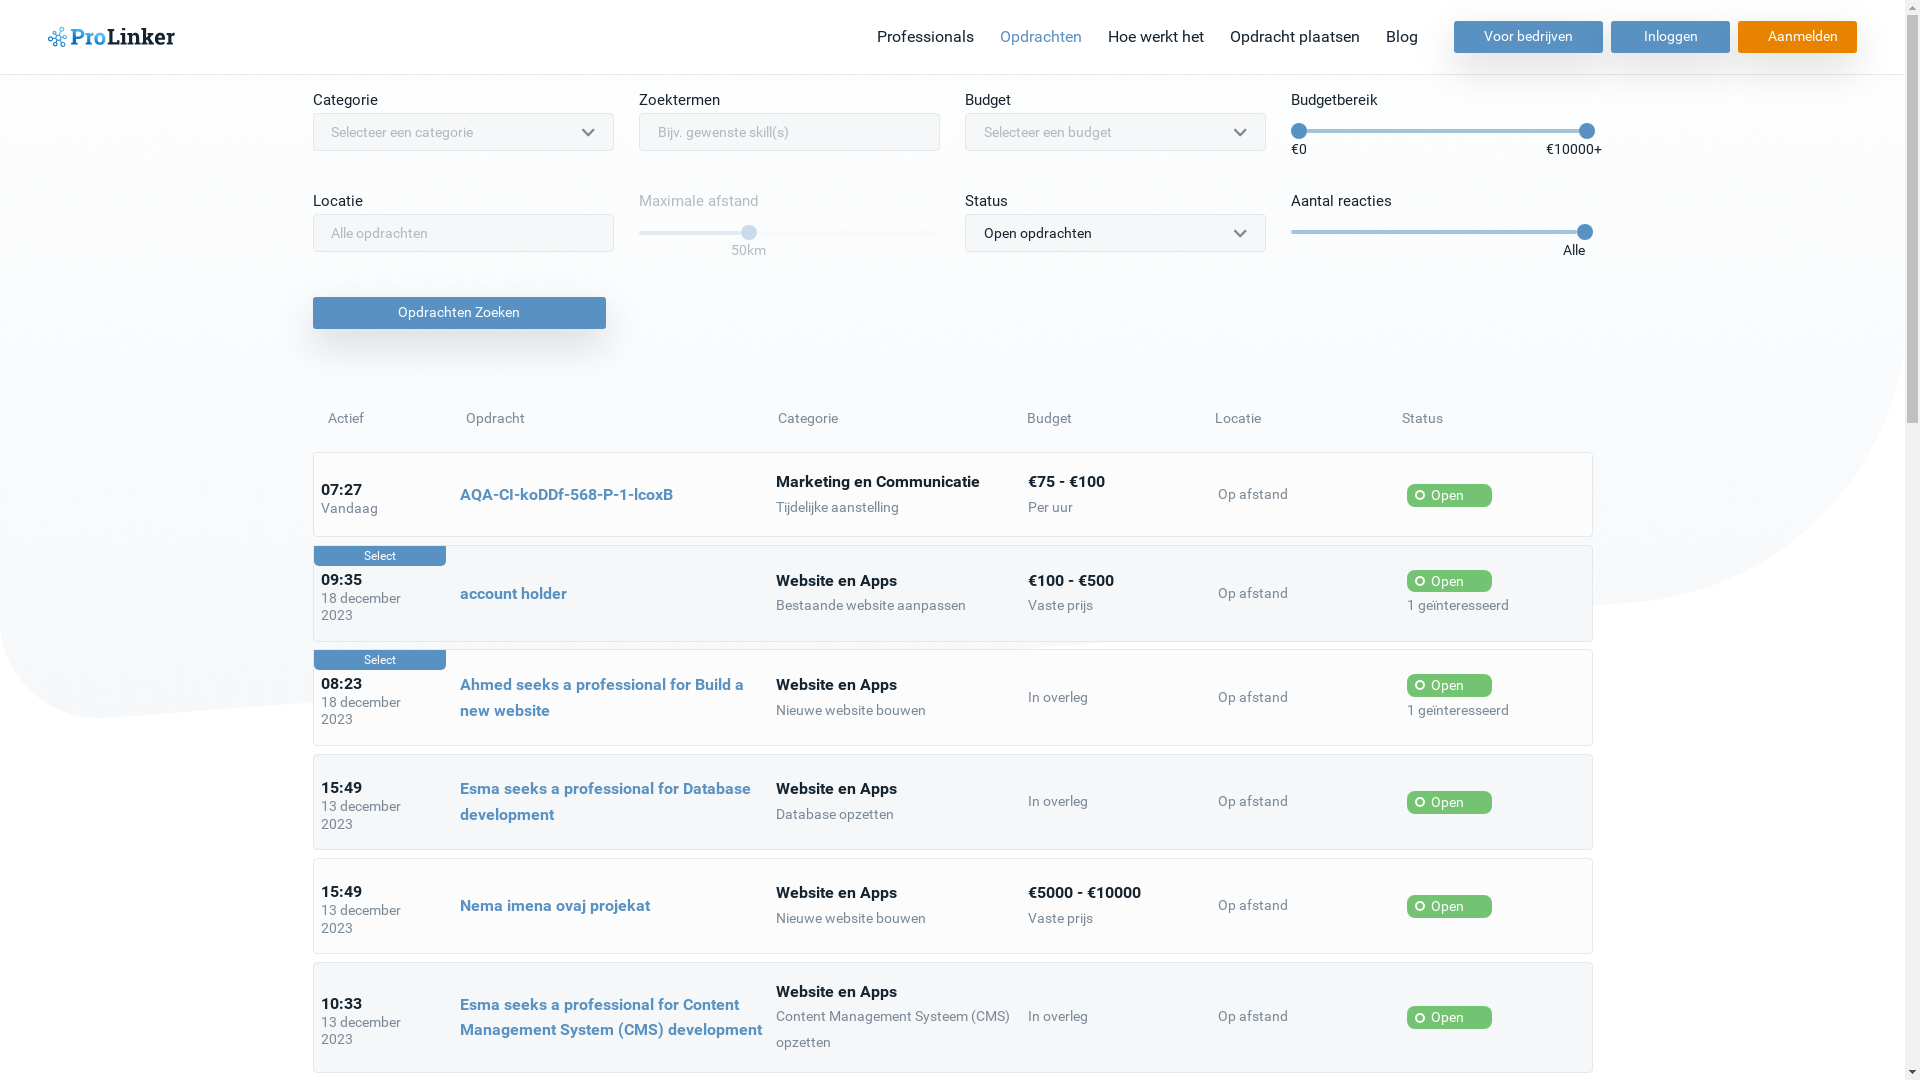 ProLinker
Professionals Opdrachten Hoe werkt het Opdracht plaatsen Blog Voor bedrijven Inloggen Aanmelden
Categorie Zoektermen Budget Budgetbereik
Selecteer een categorie Bijv. gewenste skill(s) Selecteer een budget
€0 €10000+
Locatie Maximale afstand Status Aantal reacties
Alle opdrachten Open opdrachten
50km Alle
Opdrachten Zoeken
Actief Opdracht Categorie Budget Locatie Status
07:27 AQA-CI-koDDf-568-P-1-lcoxB Marketing en Communicatie €75 - €100 Op afstand Open
Vandaag Tijdelijke aanstelling Per uur
Select
09:35 account holder Website en Apps €100 - €500 Op afstand Open
18 december Bestaande website aanpassen Vaste prijs 1 geïnteresseerd
2023
Select
08:23 Ahmed seeks a professional for Build a Website en Apps In overleg Op afstand Open
18 december new website Nieuwe website bouwen 1 geïnteresseerd
2023
15:49 Esma seeks a professional for Database Website en Apps In overleg Op afstand Open
13 december development Database opzetten
2023
15:49 Nema imena ovaj projekat Website en Apps €5000 - €10000 Op afstand Open
13 december Nieuwe website bouwen Vaste prijs
2023
10:33 Esma seeks a professional for Content Website en Apps In overleg Op afstand Open
13 december Management System (CMS) development Content Management Systeem (CMS)
2023 opzetten